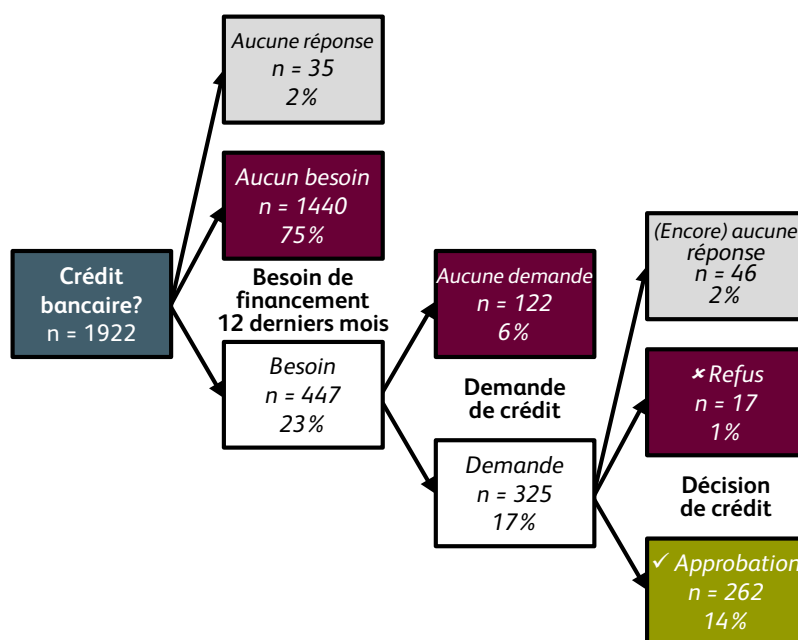 Aucune réponse
n = 35
2%
Aucun besoin
n = 1440
75%
Crédit
bancaire?
n = 1922
Besoin de
financement
12 derniers mois
Besoin
n = 447
23%
Aucune demande
n = 122
6%
Demande
de crédit
Demande
n = 325
17%
(Encore) aucune
réponse
n = 46
2%
✗ Refus
n = 17
1%
Décision
de crédit
✓ Approbation
n = 262
14%